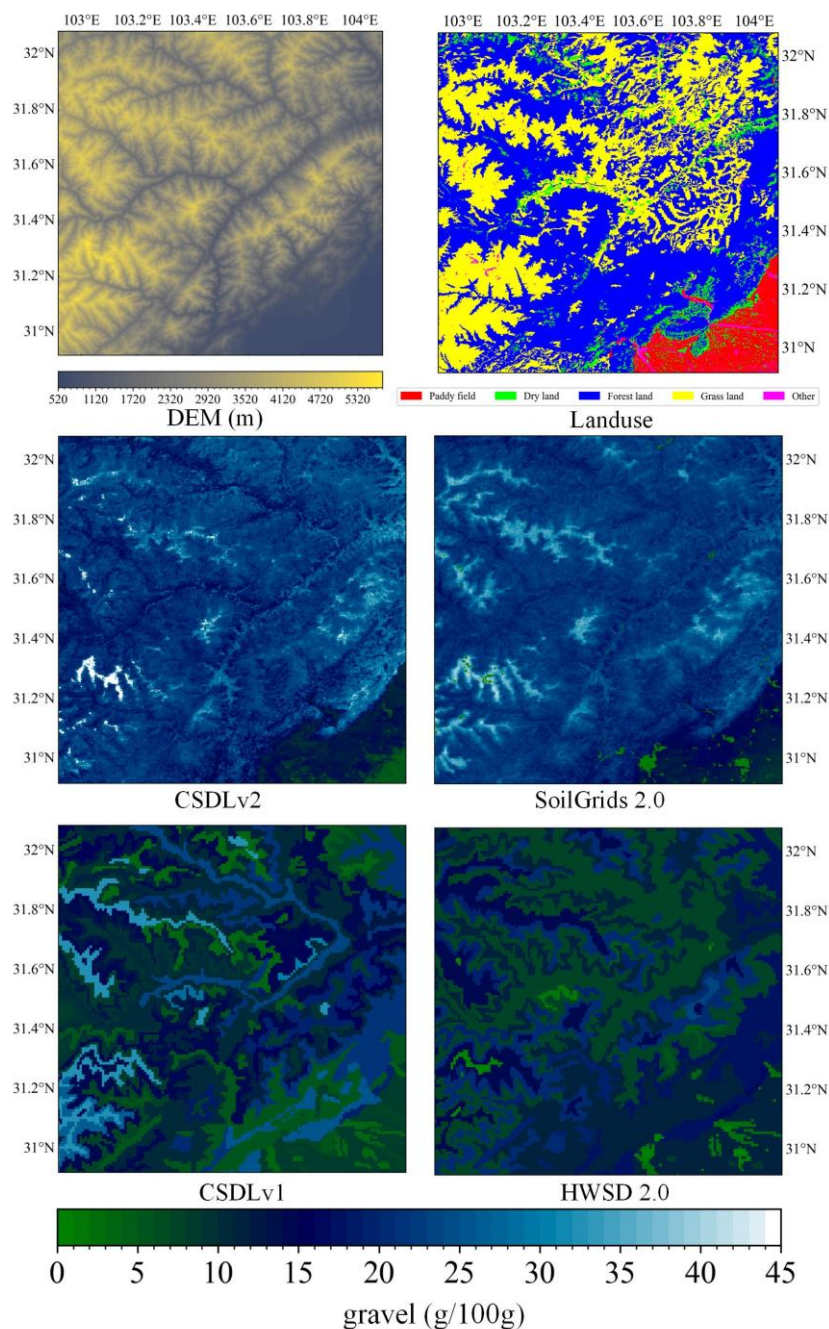 103°E 103.2°E 103.4°E 103.6°E 103.8°E 104°E 103°E 103.2°E 103.4°E 103.6°E 103.8°E 104°E
32°N 32°N
31.8°N 31.8°N
31.6°N 31.6°N
31.4°N 31.4°N
31.2°N 31.2°N
31°N 31°N
520 1120 1720 2320 2920 3520 4120 4720 5320
Paddy field Dry land Forest land Grass land Other
DEM (m) Landuse
32°N 32°N
31.8°N 31.8°N
31.6°N 31.6°N
31.4°N 31.4°N
31.2°N 31.2°N
31°N 31°N
CSDLv2 SoilGrids 2.0
32°N 32°N
31.8°N 31.8°N
31.6°N 31.6°N
31.4°N 31.4°N
31.2°N 31.2°N
31°N 31°N
CSDLv1 HWSD 2.0
0 5 10 15 20 25 30 35 40 45
gravel (g/100g)